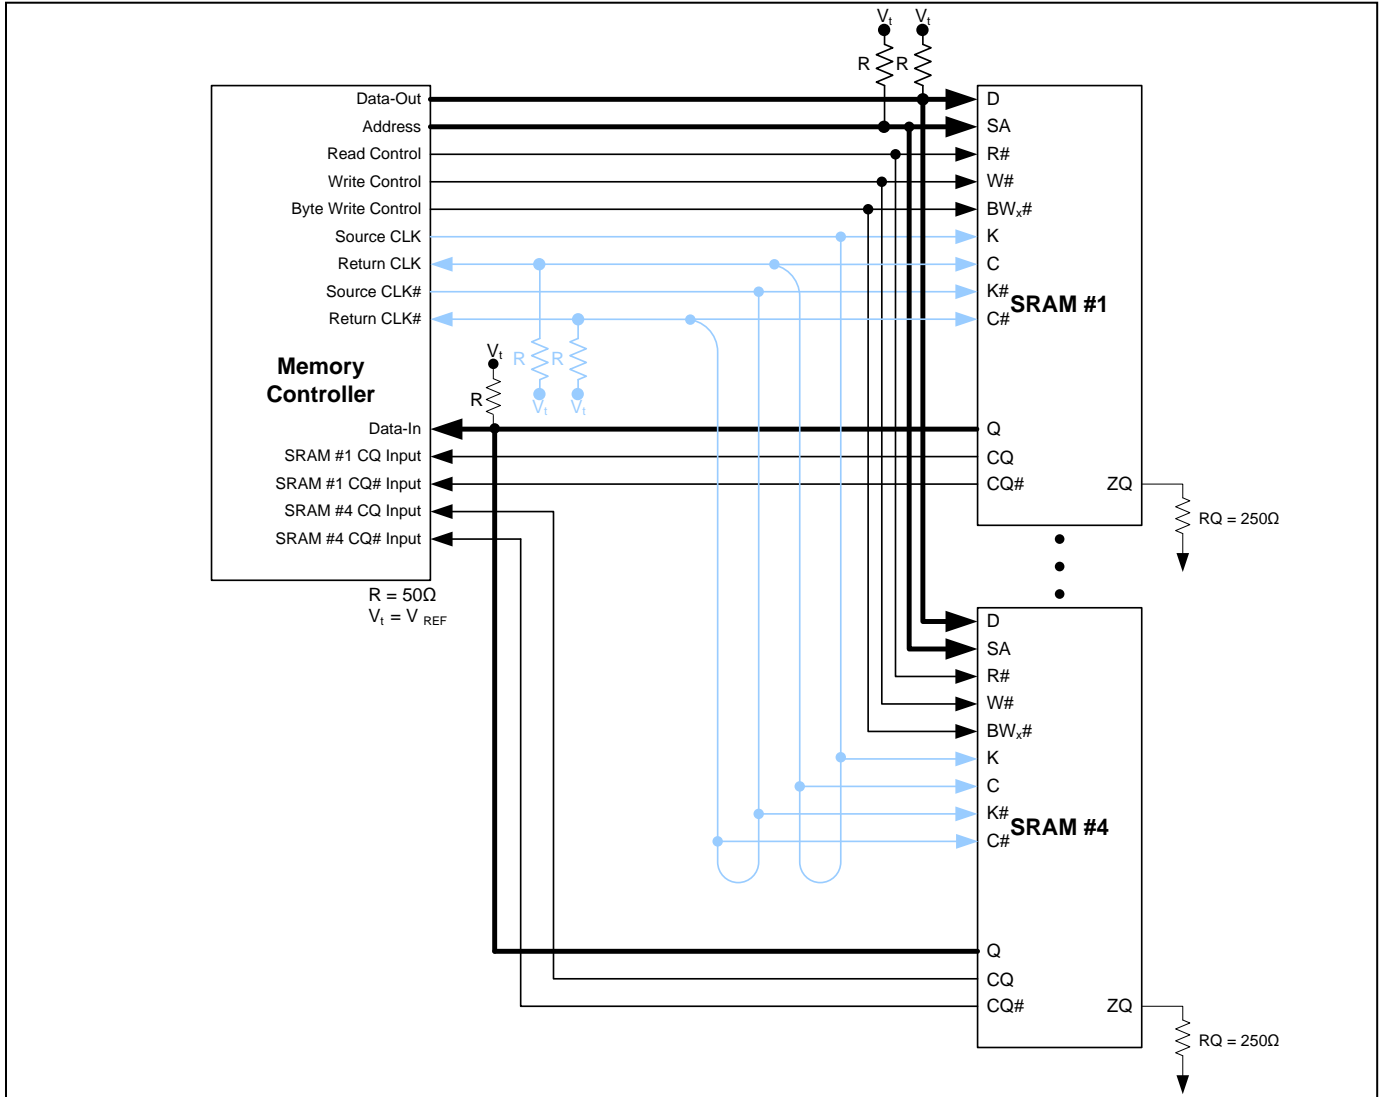 Vt
Vt
R
R
Data-Out
Address
Read Control
Write Control
Byte Write Control
Source CLK
Return CLK
Source CLK#
Return CLK#
Memory
Controller
Data-In
SRAM #1 CQ Input
SRAM #1 CQ# Input
SRAM #4 CQ Input
SRAM #4 CQ# Input
R = 50Ω
Vt = V REF
Vt
R
R
R
Vt
Vt
D
SA
R#
W#
BWx#
K
C
K#
SRAM #1
C#
Q
CQ
CQ#
ZQ
RQ = 250Ω
D
SA
R#
W#
BWx#
K
C
K#
SRAM #4
C#
Q
CQ
CQ#
ZQ
RQ = 250Ω